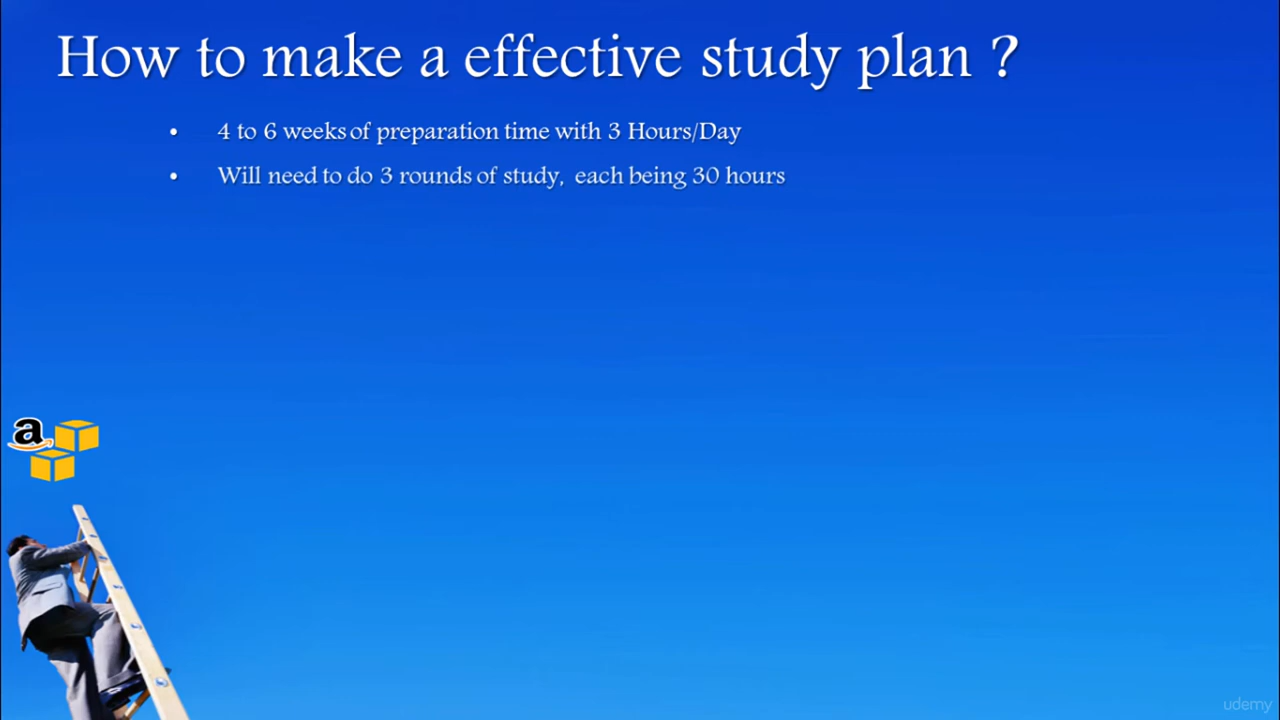 How to make a effective study plan ?
• 4 to 6 weeks of preparation time with 3 Hours/Day
• Will need to do 3 rounds of study, each being 30 hours
a
udemy